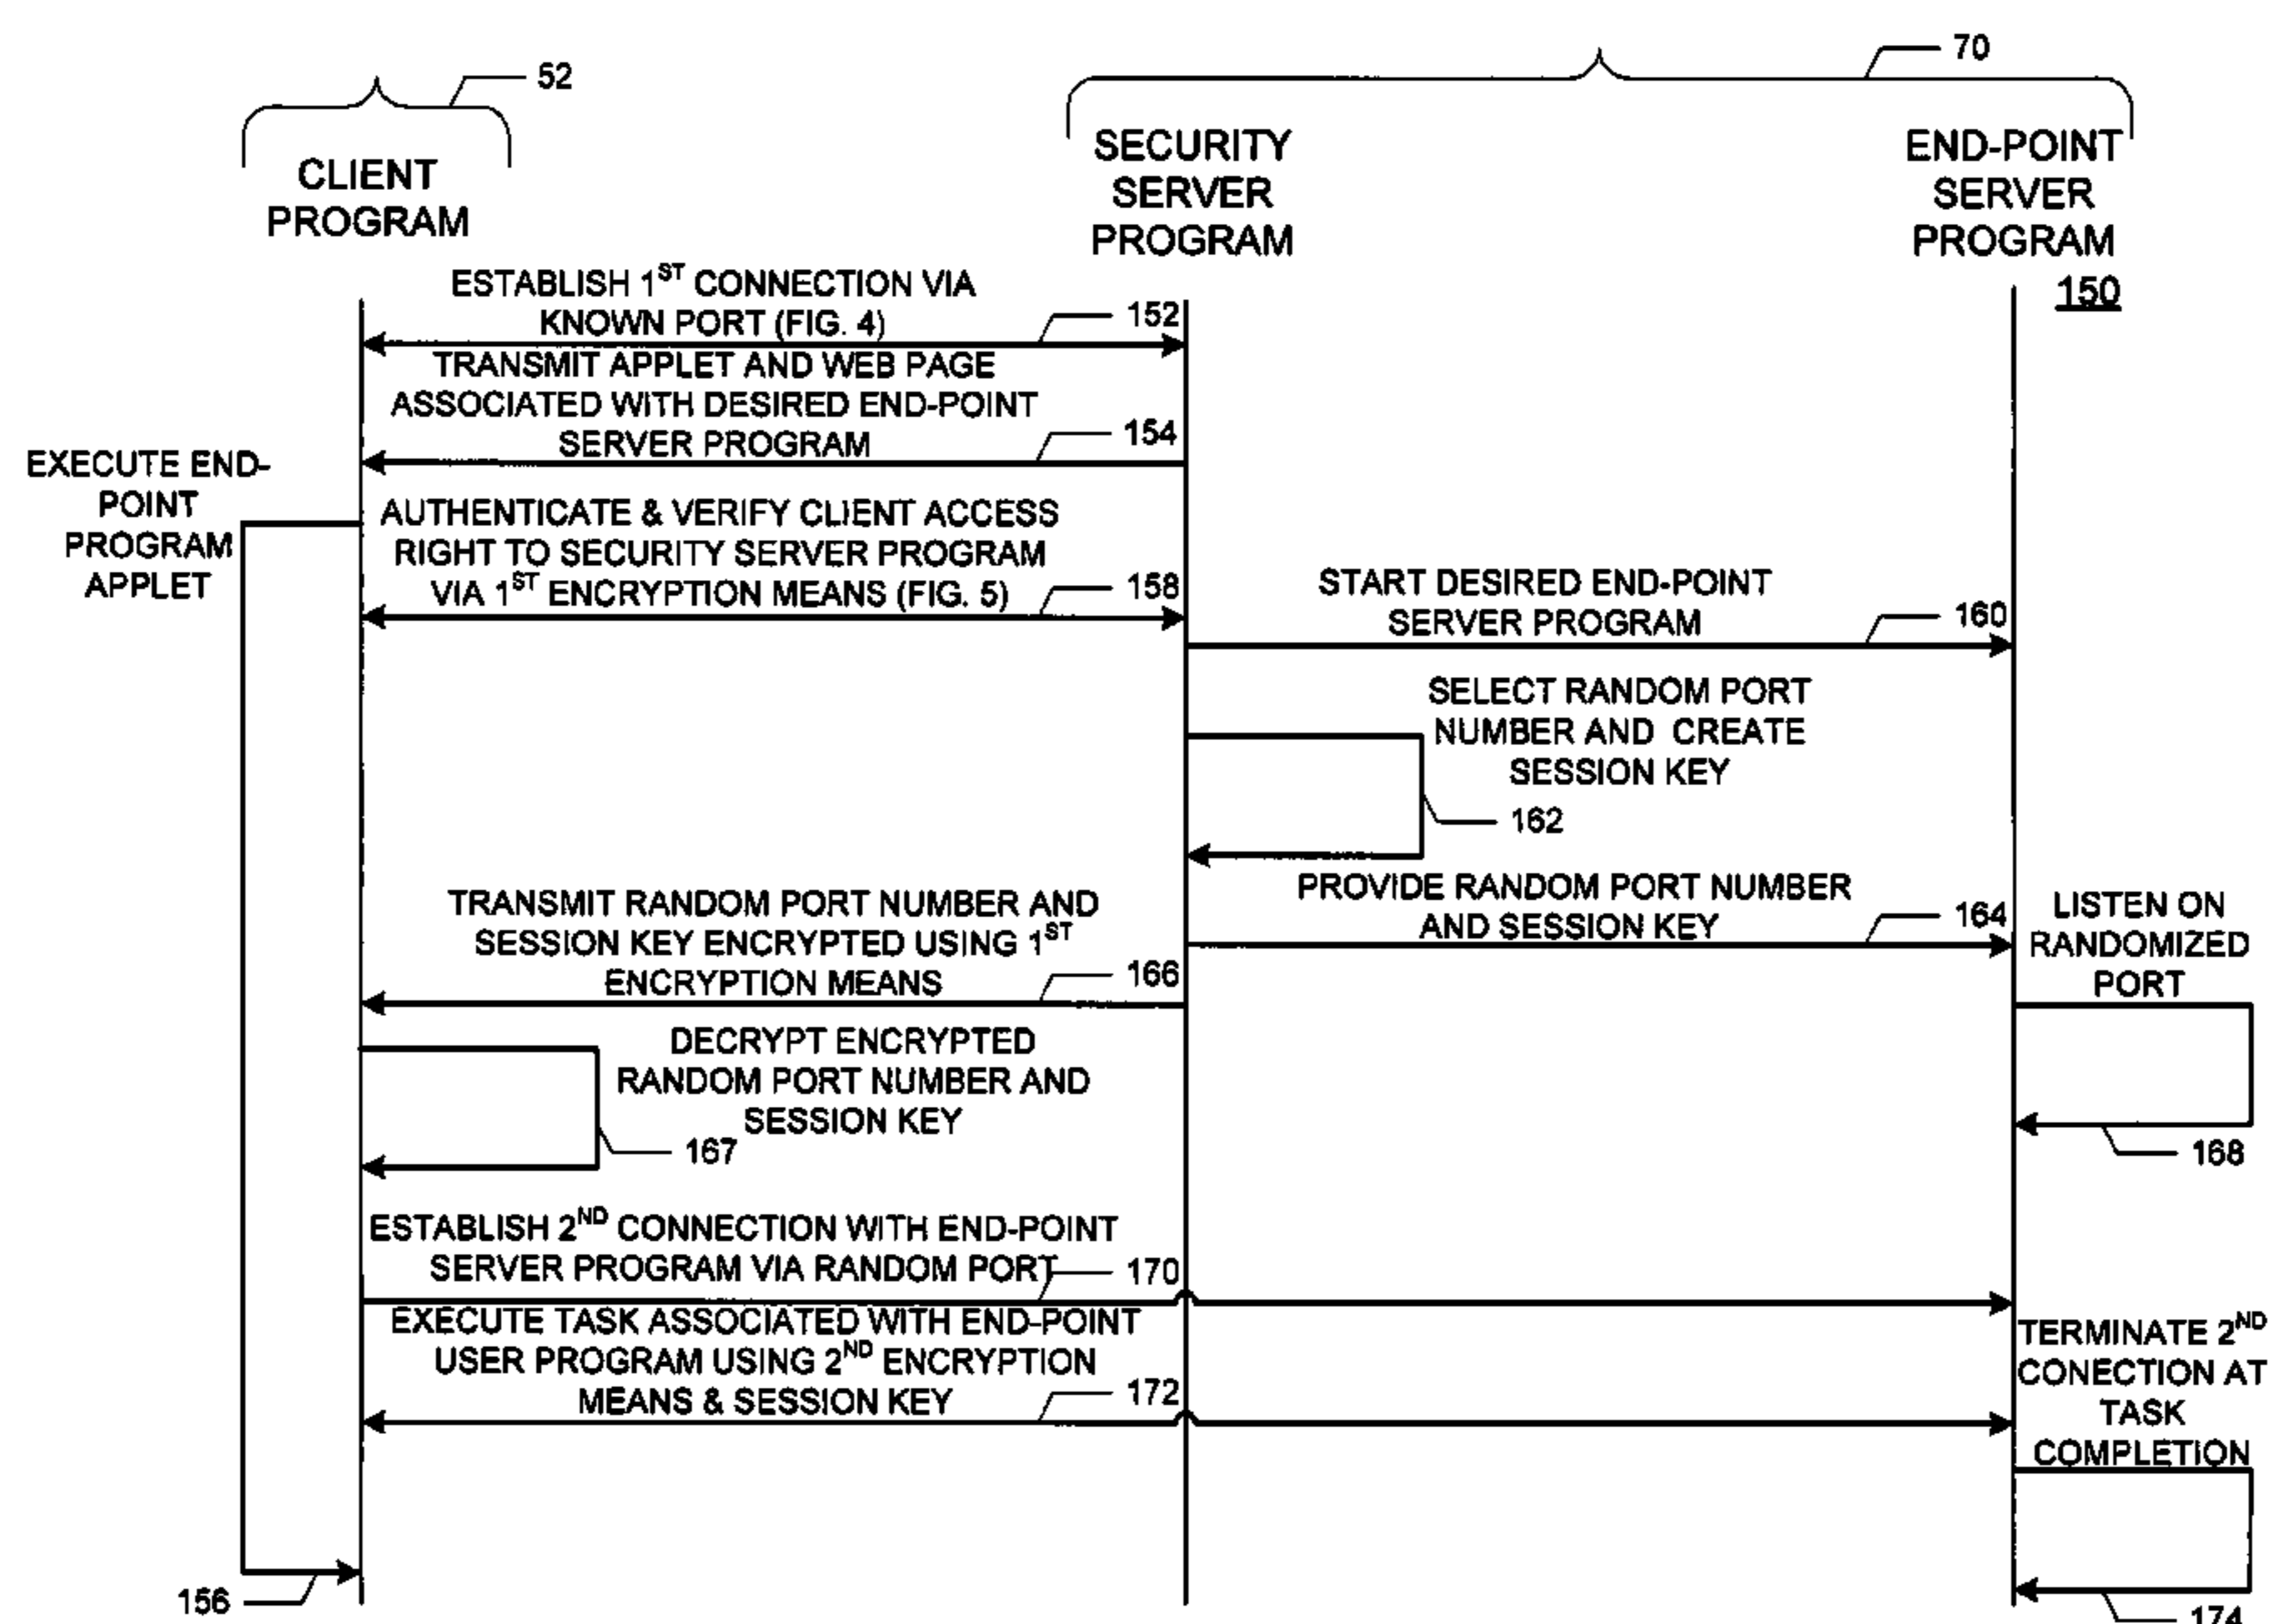 52
70
CLIENT
PROGRAM
SECURITY
SERVER
PROGRAM
END-POINT
SERVER
PROGRAM
150
ESTABLISH 1ST CONNECTION VIA
KNOWN PORT (FIG. 4)
152
TRANSMIT APPLET AND WEB PAGE
ASSOCIATED WITH DESIRED END-POINT
SERVER PROGRAM
154
EXECUTE END-
POINT
PROGRAM
APPLET
AUTHENTICATE & VERIFY CLIENT ACCESS
RIGHT TO SECURITY SERVER PROGRAM
VIA 1ST ENCRYPTION MEANS (FIG. 5)
158
START DESIRED END-POINT
SERVER PROGRAM
160
SELECT RANDOM PORT
NUMBER AND CREATE
SESSION KEY
162
PROVIDE RANDOM PORT NUMBER
AND SESSION KEY
164
TRANSMIT RANDOM PORT NUMBER AND
SESSION KEY ENCRYPTED USING 1ST
ENCRYPTION MEANS
166
LISTEN ON
RANDOMIZED
PORT
168
DECRYPT ENCRYPTED
RANDOM PORT NUMBER AND
SESSION KEY
167
ESTABLISH 2ND CONNECTION WITH END-POINT
SERVER PROGRAM VIA RANDOM PORT
170
EXECUTE TASK ASSOCIATED WITH END-POINT
USER PROGRAM USING 2ND ENCRYPTION
MEANS & SESSION KEY
172
TERMINATE 2ND
CONECTION AT
TASK
COMPLETION
156
174